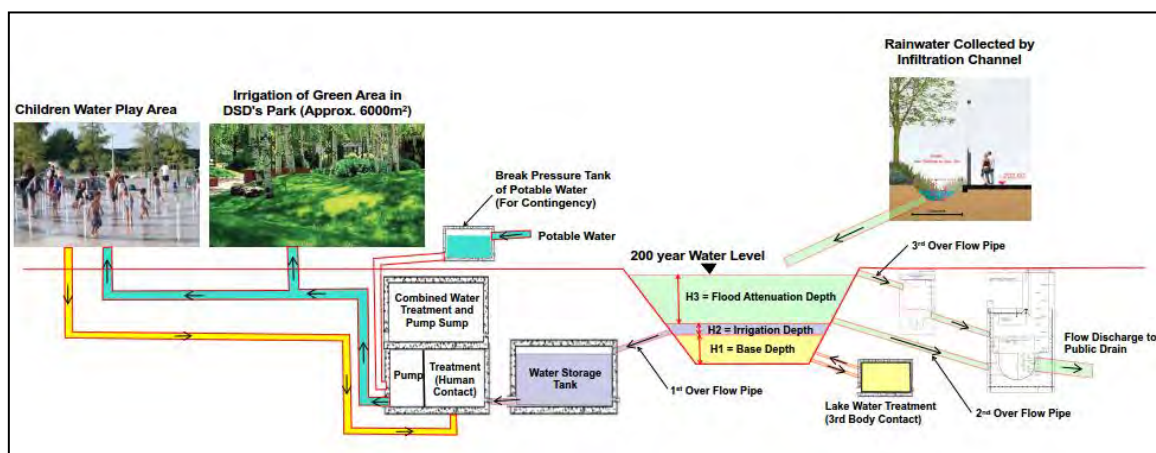 Rainwater Collected by
Infiltration Channel
Children Water Play Area
Irrigation of Green Area in
DSD's Park (Approx. 6000m²)
Break Pressure Tank
of Potable Water
(For Contingency)
Potable Water
200 year Water Level
3rd Over Flow Pipe
Combined Water
Treatment and
Pump Sump
H3 = Flood Attenuation Depth
H2 = Irrigation Depth
H1 = Base Depth
Flow Discharge to
Public Drain
Pump
Treatment
(Human
Contact)
Water Storage
Tank
1st Over Flow Pipe
Lake Water Treatment
(3rd Body Contact)
2nd Over Flow Pipe